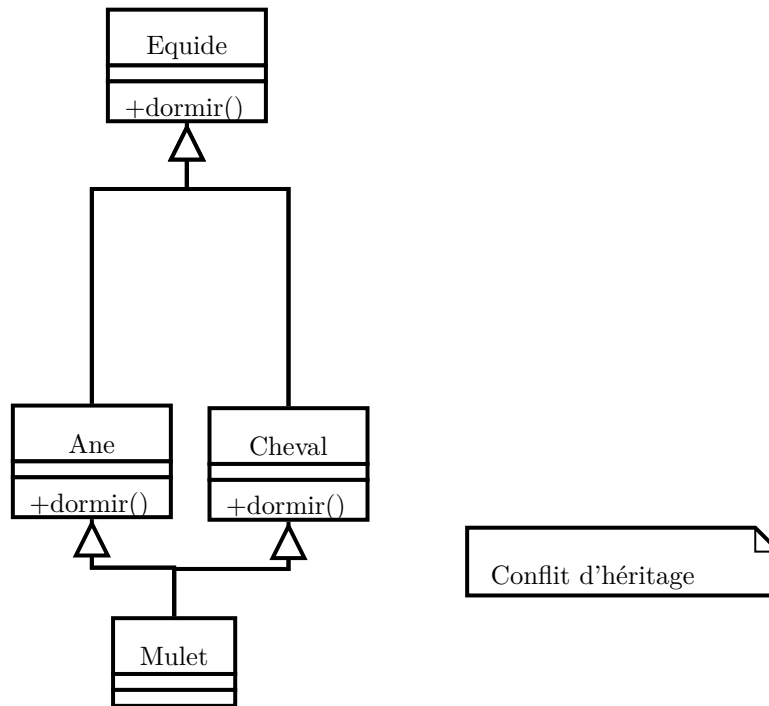 Equide
+dormir()
Ane
+dormir()
Cheval
+dormir()
Conflit d'héritage
Mulet